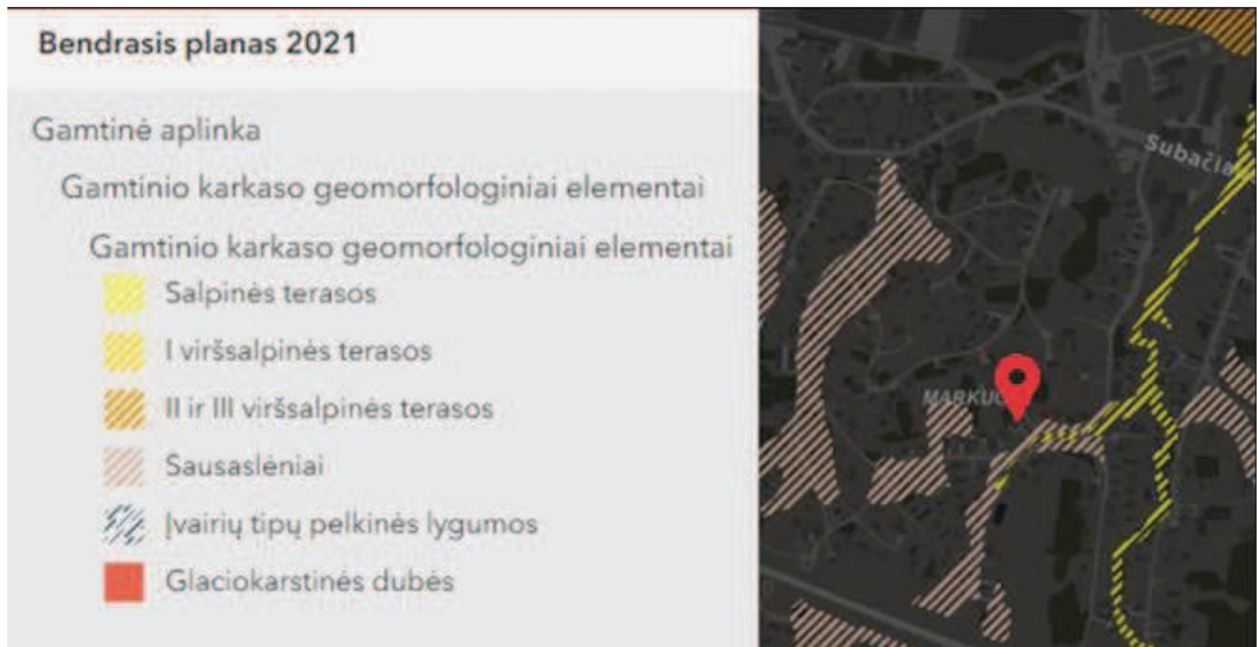 Bendrasis planas 2021
Gamtinė aplinka
Gamtinio karkaso geomorfologiniai elementai
Gamtinio karkaso geomorfologiniai elementai
Salpinės terasos
I viršsalpinės terasos
II ir III viršsalpinės terasos
Sausaslėniai
Įvairių tipų pelkinės lygumos
Glaciokarstinės dubės
Subačia
MARKUČ